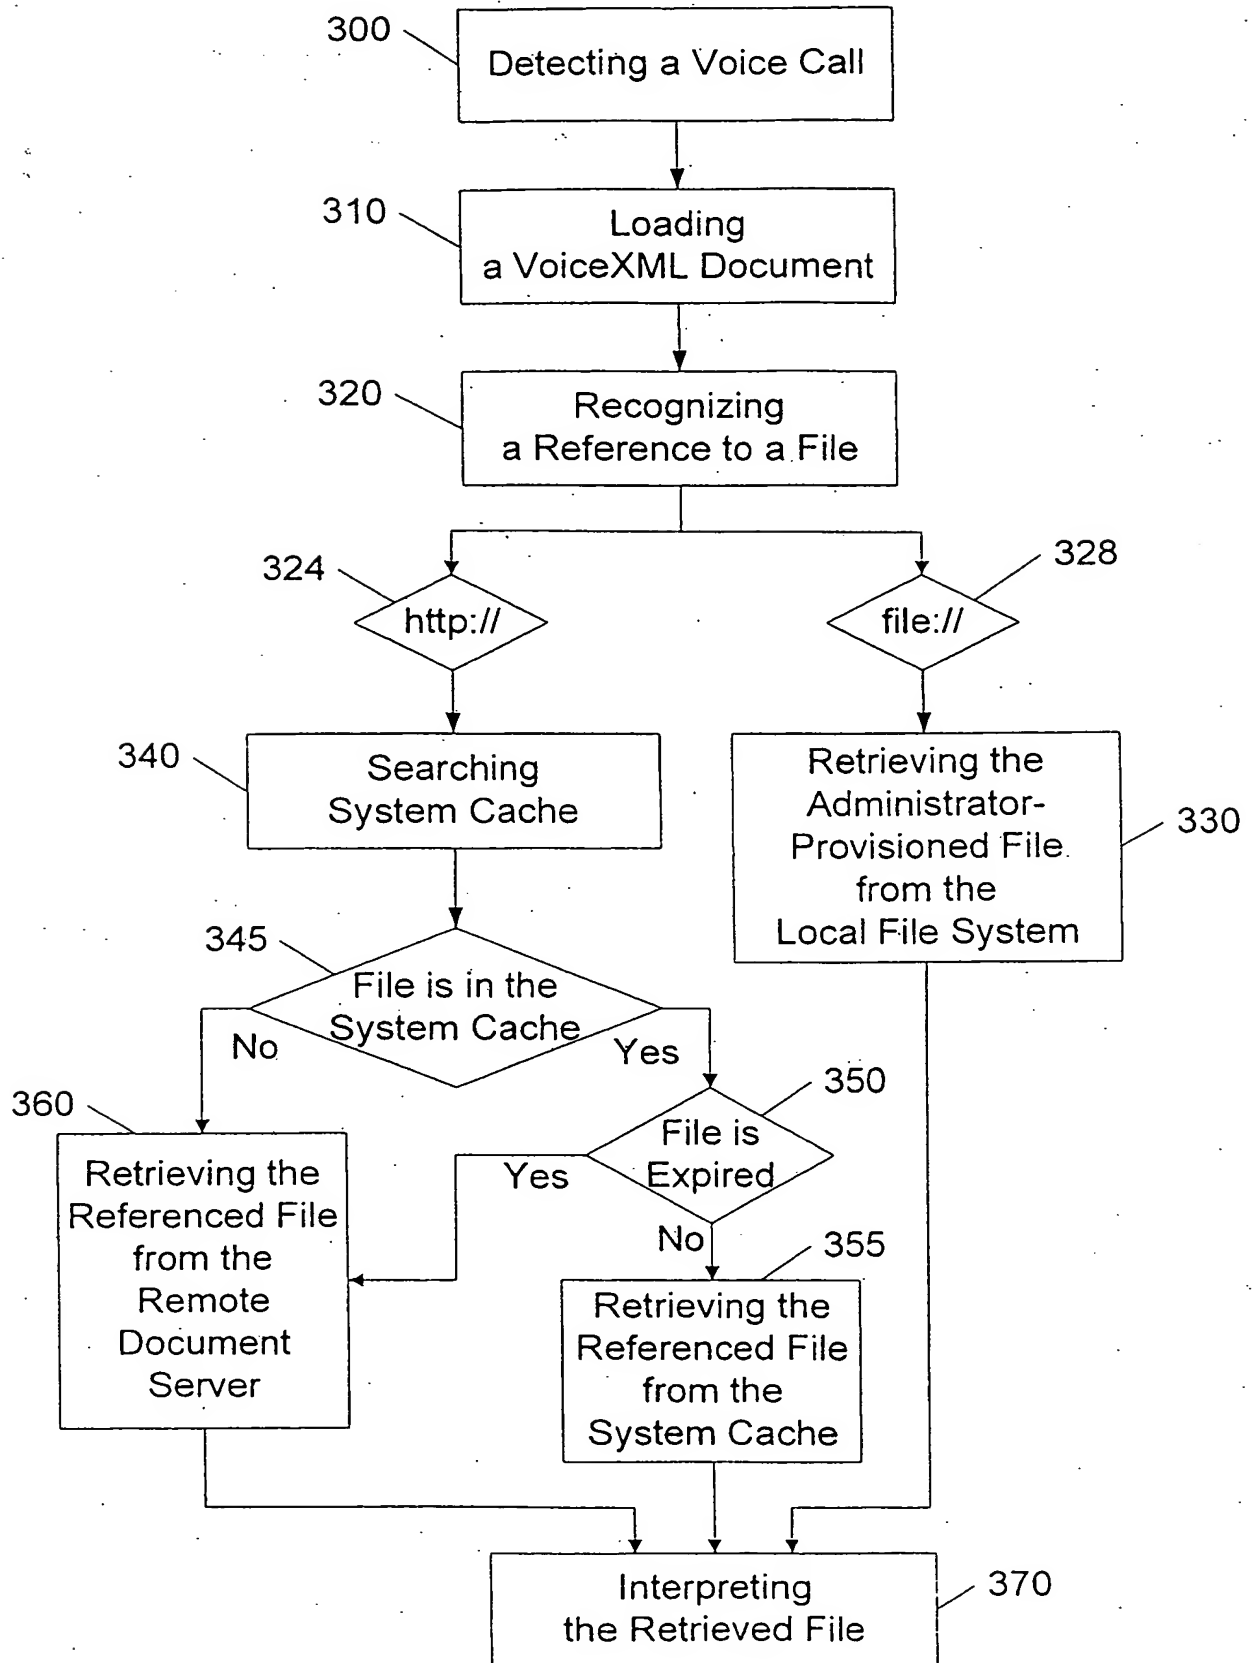 300
Detecting a Voice Call
310
Loading
a VoiceXML Document
320
Recognizing
a Reference to a File
324
http://
328
file://
340
Searching
System Cache
Retrieving the
Administrator-
Provisioned File
from the
Local File System
330
345
File is in the
System Cache
No
Yes
350
File is
Expired
Yes
No
360
Retrieving the
Referenced File
from the
Remote
Document
Server
355
Retrieving the
Referenced File
from the
System Cache
Interpreting
the Retrieved File
370